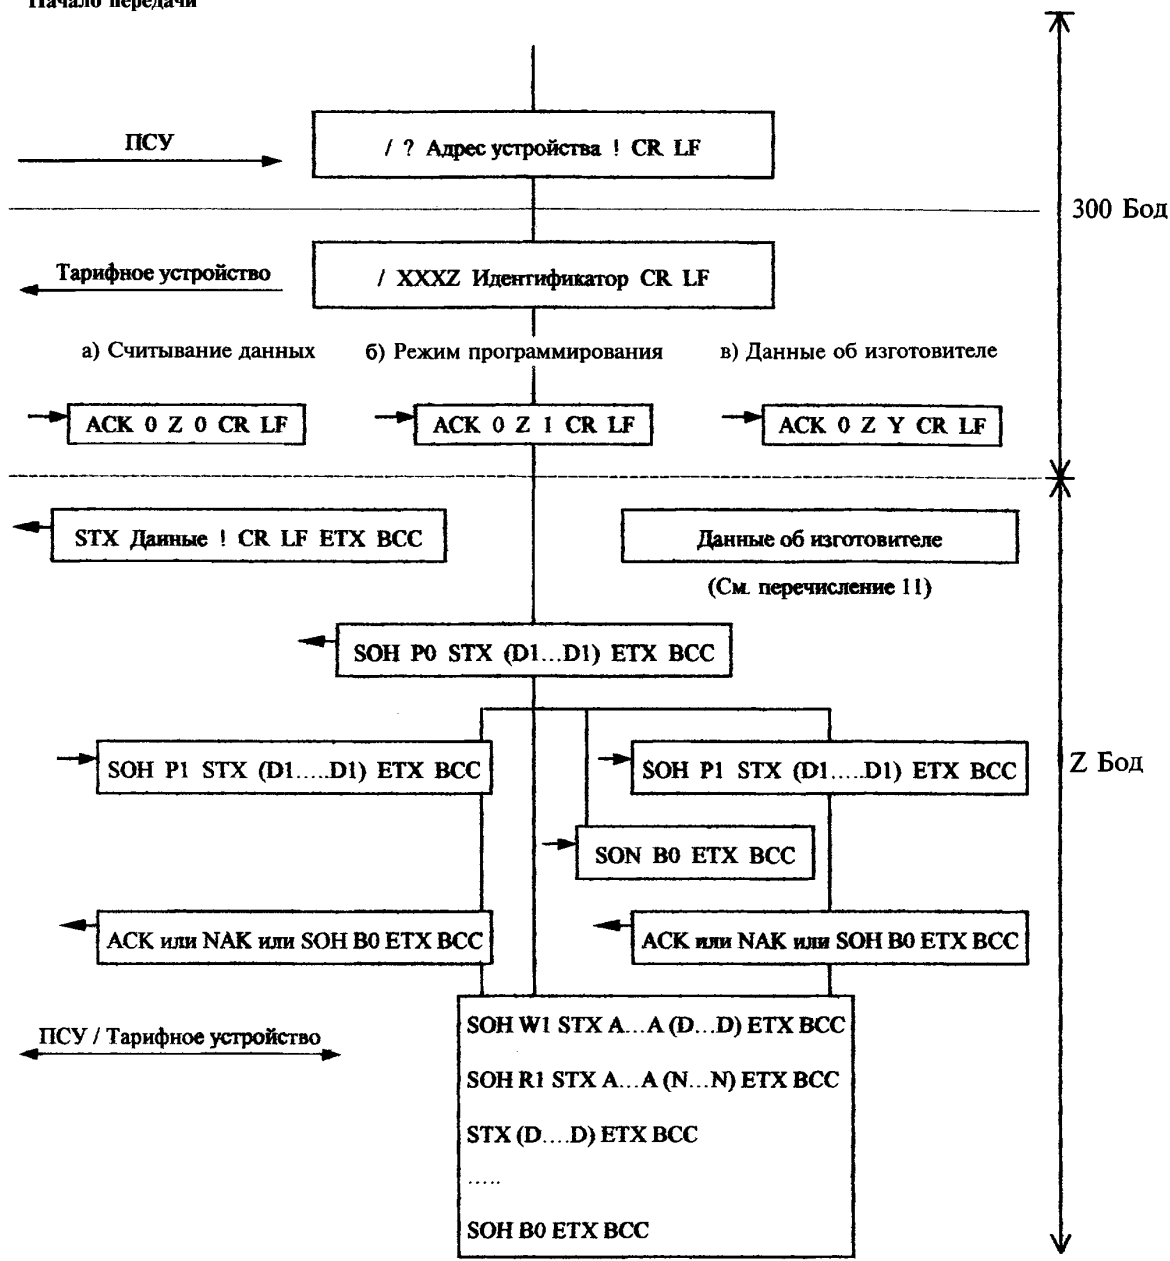 Начало передачи
ПСУ
/ ? Адрес устройства ! CR LF
300 Бод
Тарифное устройство
/ XXXZ Идентификатор CR LF
а) Считывание данных
б) Режим программирования
в) Данные об изготовителе
ACK 0 Z 0 CR LF
ACK 0 Z 1 CR LF
ACK 0 Z Y CR LF
STX Данные ! CR LF ETX BCC
Данные об изготовителе
(См. перечисление 11)
SOH P0 STX (D1...D1) ETX BCC
Z Бод
SOH P1 STX (D1.....D1) ETX BCC
SOH P1 STX (D1.....D1) ETX BCC
SON B0 ETX BCC
ACK или NAK или SOH B0 ETX BCC
ACK или NAK или SOH B0 ETX BCC
ПСУ / Тарифное устройство
SOH W1 STX A...A (D...D) ETX BCC
SOH R1 STX A...A (N...N) ETX BCC
STX (D....D) ETX BCC
.....
SOH B0 ETX BCC